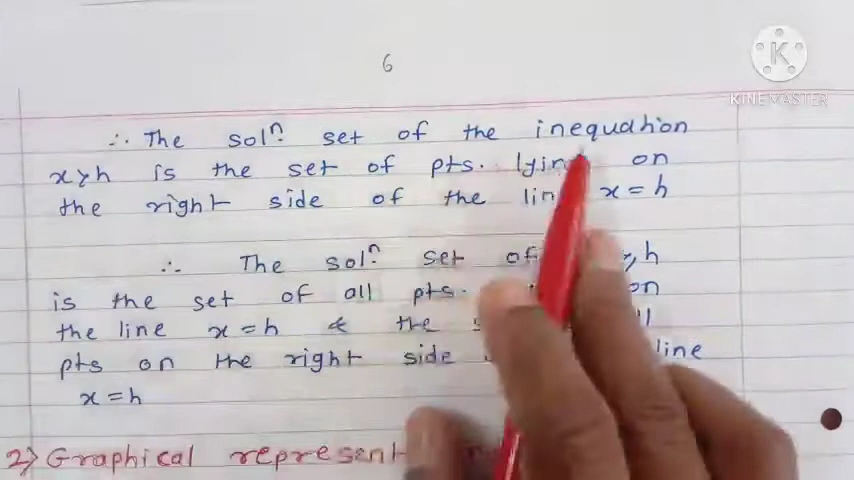 6
KINEMASTER
∴ The solⁿ set of the inequation
x>h is the set of pts. lying on
the right side of the x = h
∴ The solⁿ set of h
is the set of all pts. on
the line x = h & the
pts on the right side line
x = h
2) Graphical